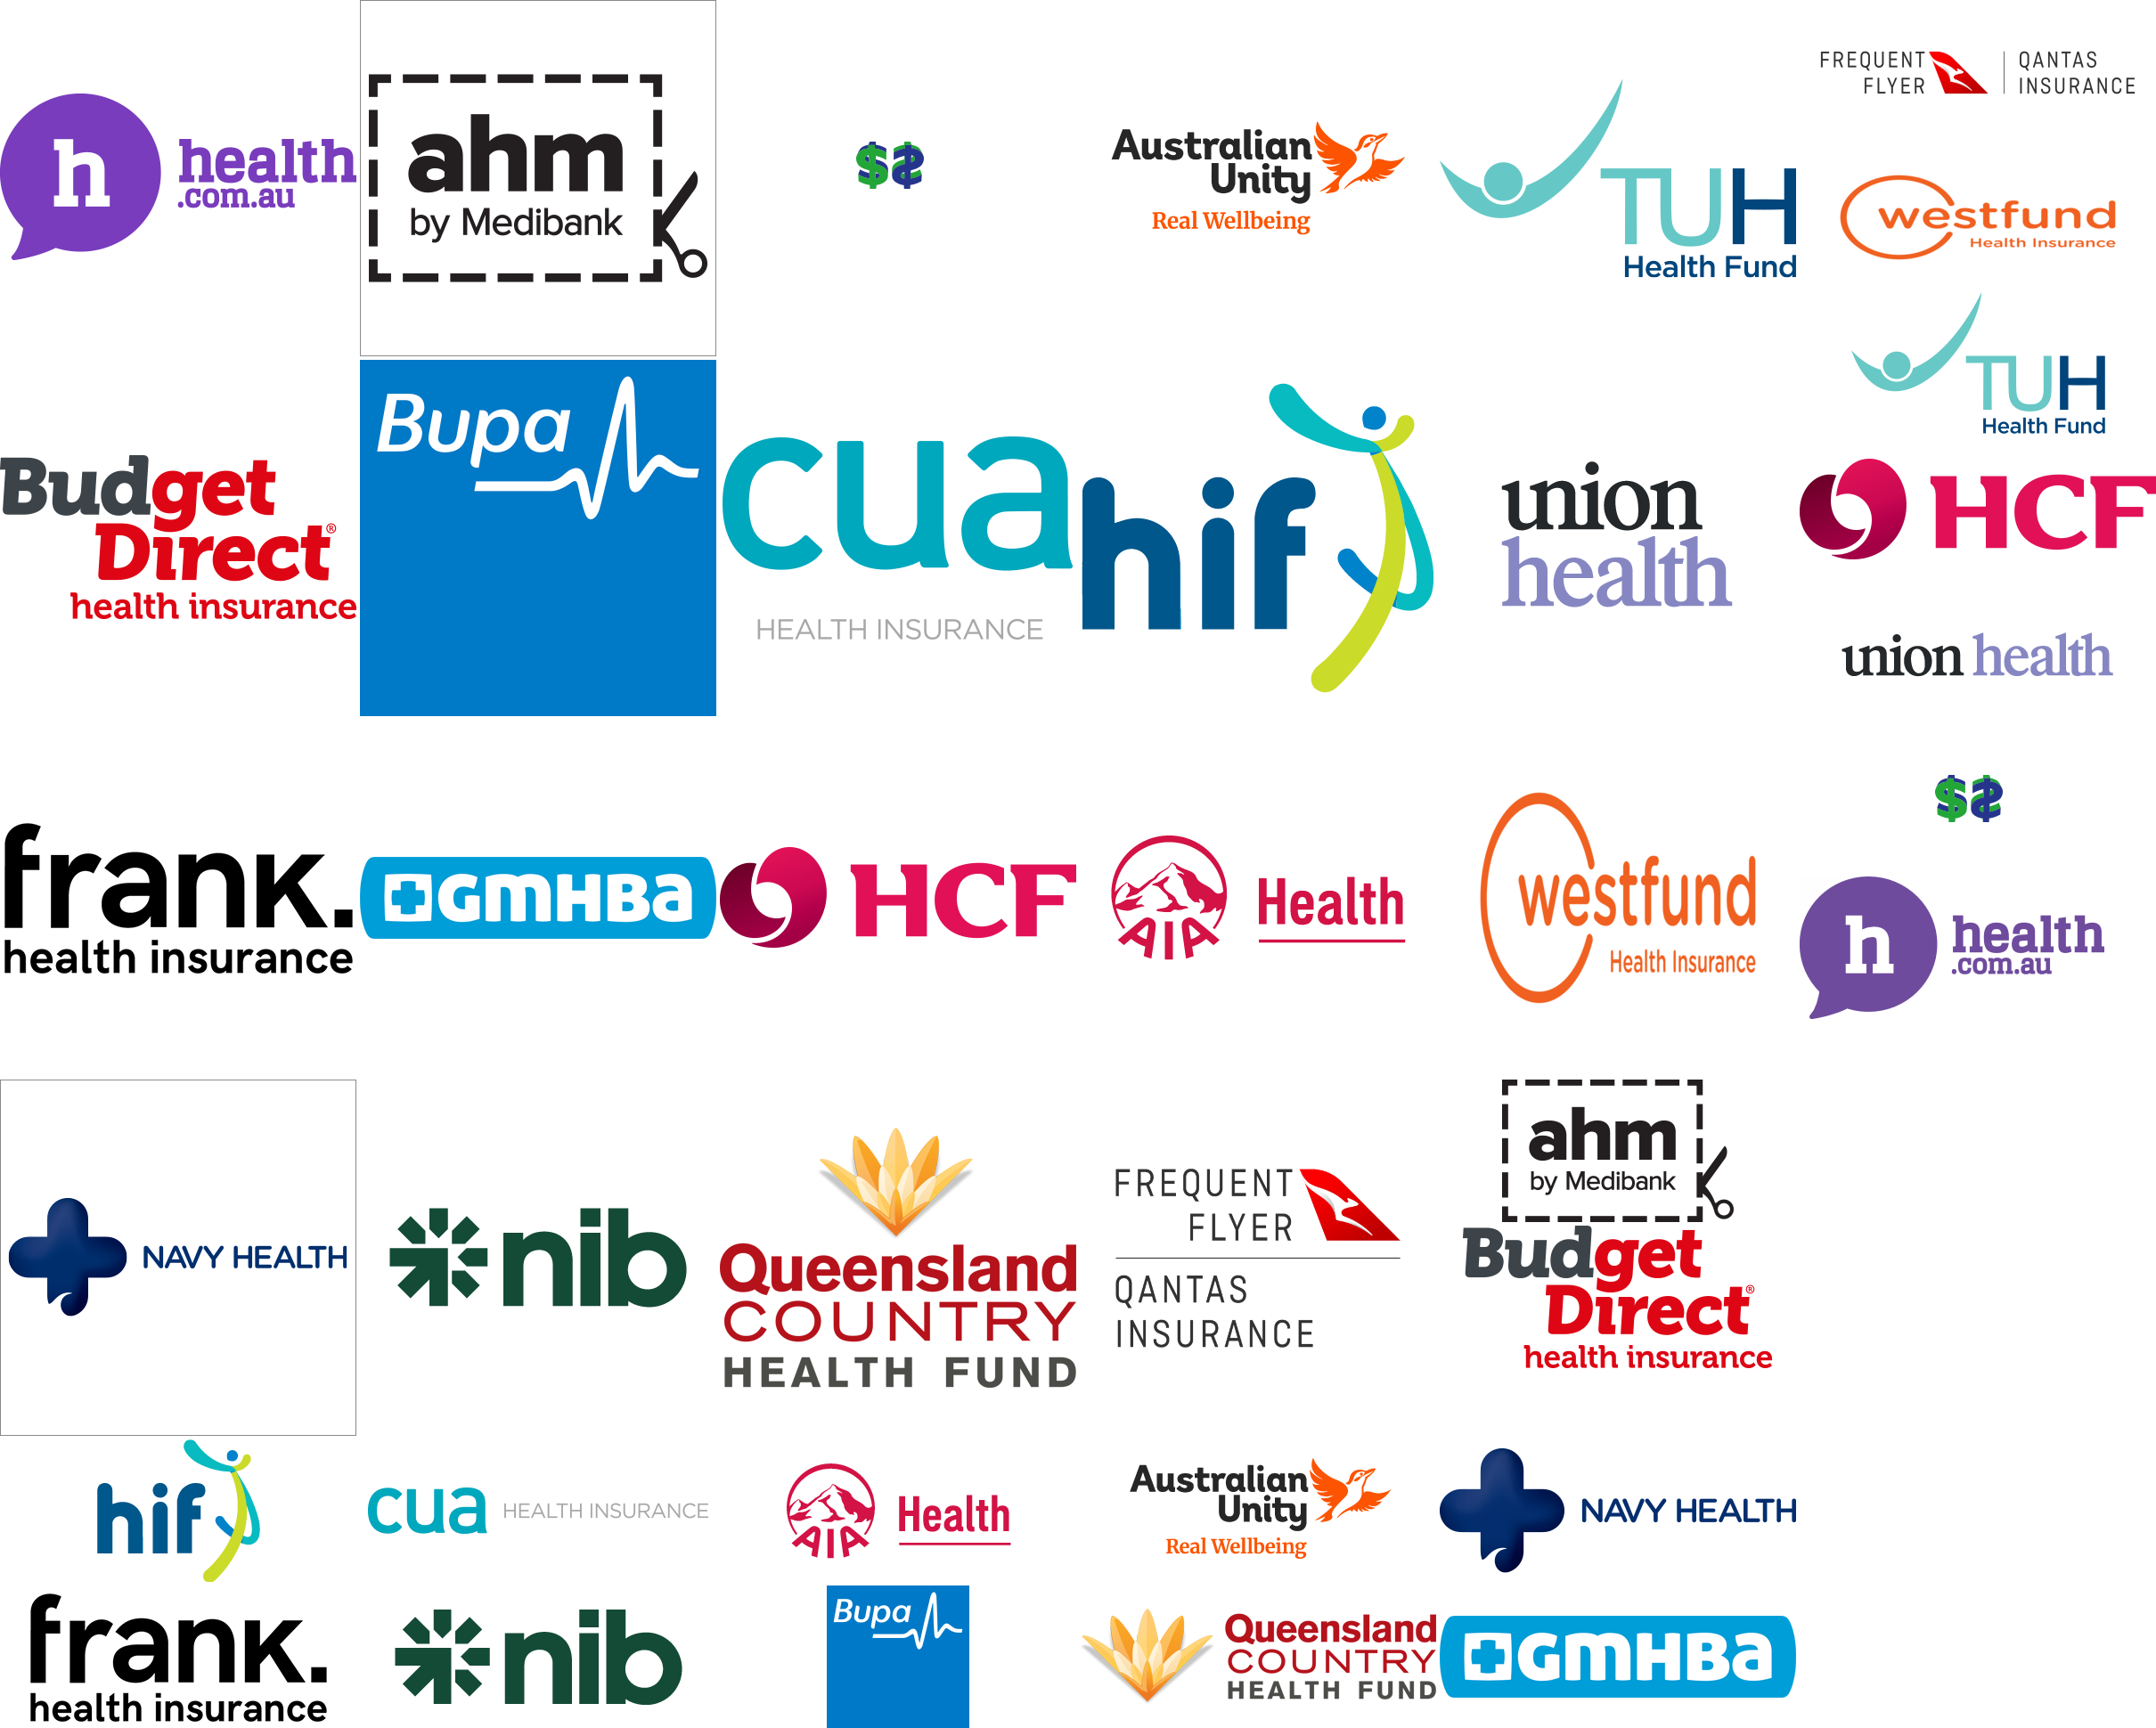 h health
.com.au
ahm
by Medibank
$$
Australian
Unity
Real Wellbeing
TUH
Health Fund
FREQUENT
FLYER
QANTAS
INSURANCE
westfund
Health Insurance
TUH
Health Fund
Budget
Direct®
health insurance
Bupa
cua
HEALTH INSURANCE
hif
union
health
HCF
union health
frank.
health insurance
GMHBa
HCF
AIA Health
westfund
Health Insurance
$$
h health
.com.au
NAVY HEALTH
nib
Queensland
COUNTRY
HEALTH FUND
FREQUENT
FLYER
QANTAS
INSURANCE
ahm
by Medibank
Budget
Direct®
health insurance
hif
cua HEALTH INSURANCE
AIA Health
Australian
Unity
Real Wellbeing
NAVY HEALTH
frank.
health insurance
nib
Bupa
Queensland
COUNTRY
HEALTH FUND
GMHBa